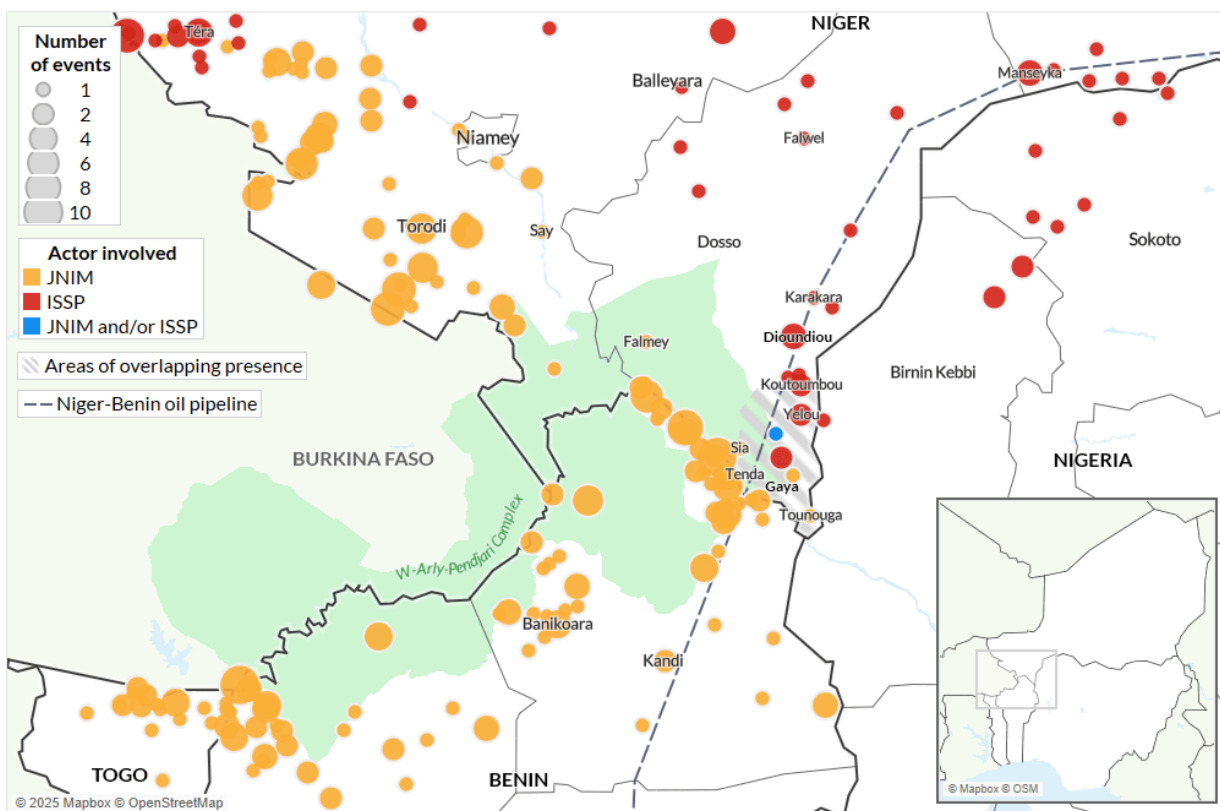 Number
of events
1
2
4
6
8
10
Actor involved
JNIM
ISSP
JNIM and/or ISSP
Areas of overlapping presence
Niger-Benin oil pipeline
NIGER
Téra
Balleyara
Manseyka
Niamey
Falwel
Torodi
Say
Dosso
Sokoto
Karakara
Dioundiou
Falmey
Koutoumbou
Birnin Kebbi
Yélou
Sia
BURKINA FASO
NIGERIA
Tenda
Gaya
Tounouga
W-Arly-Pendjari Complex
Banikoara
Kandi
TOGO
BENIN
© 2025 Mapbox © OpenStreetMap
© Mapbox © OSM